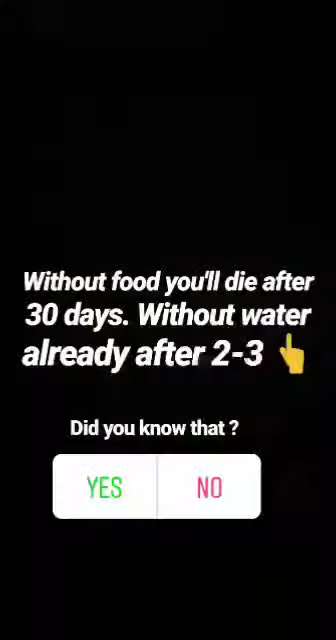 Without food you'll die after
30 days. Without water
already after 2-3 👆
Did you know that ?
YES
NO